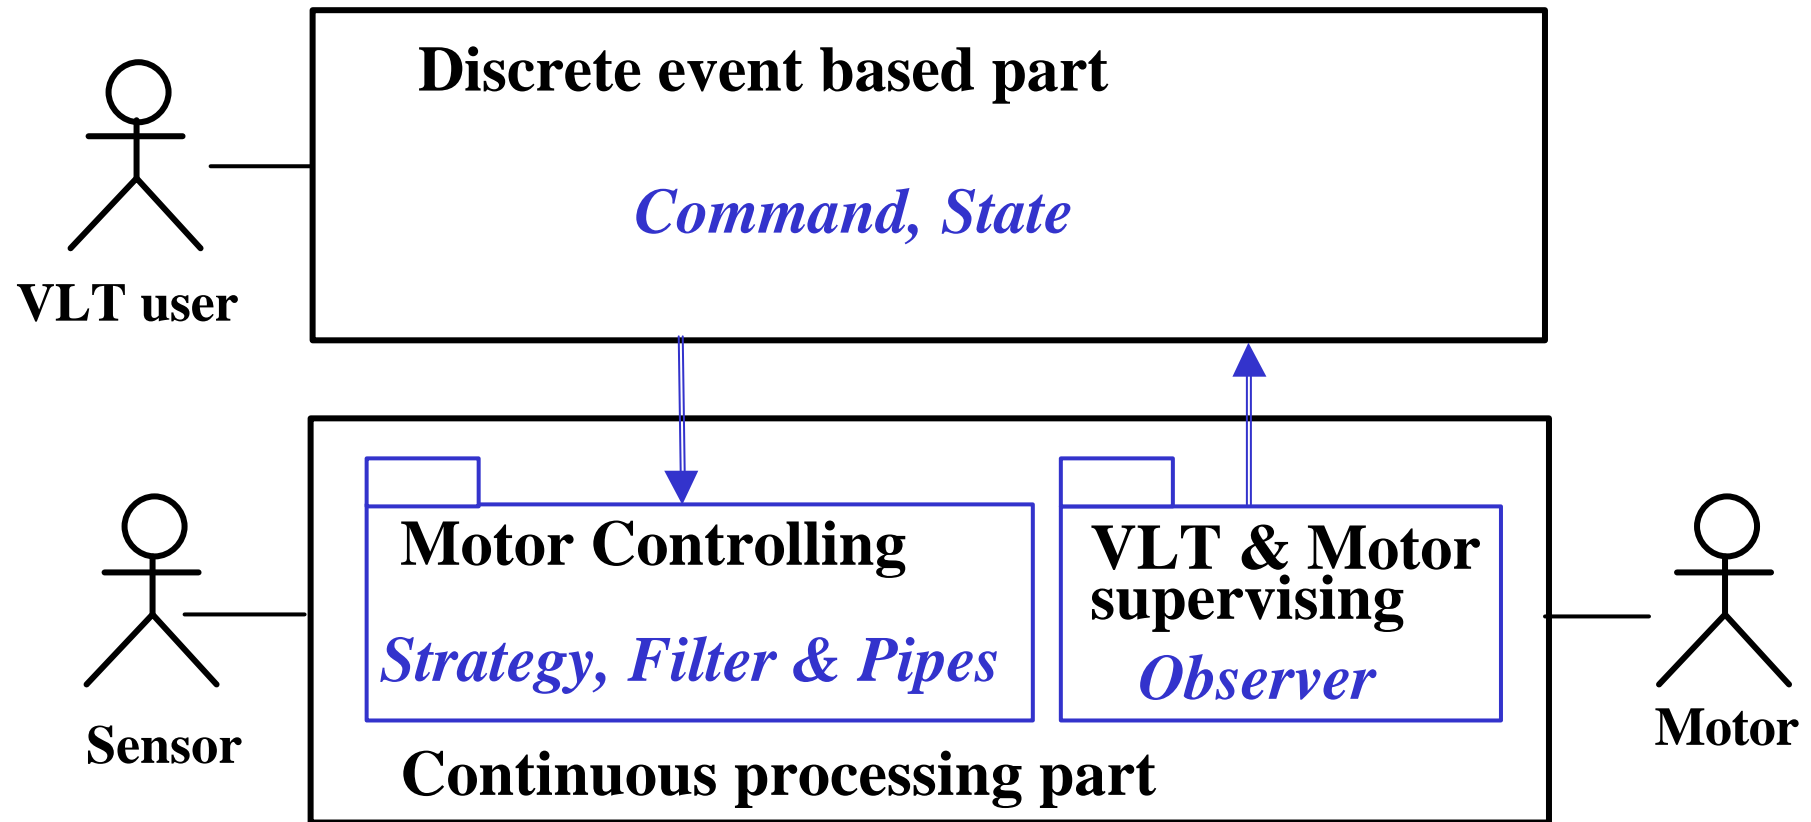 Discrete event based part
Command, State
VLT user
Motor Controlling
Strategy, Filter & Pipes
VLT & Motor
supervising
Observer
Sensor
Motor
Continuous processing part